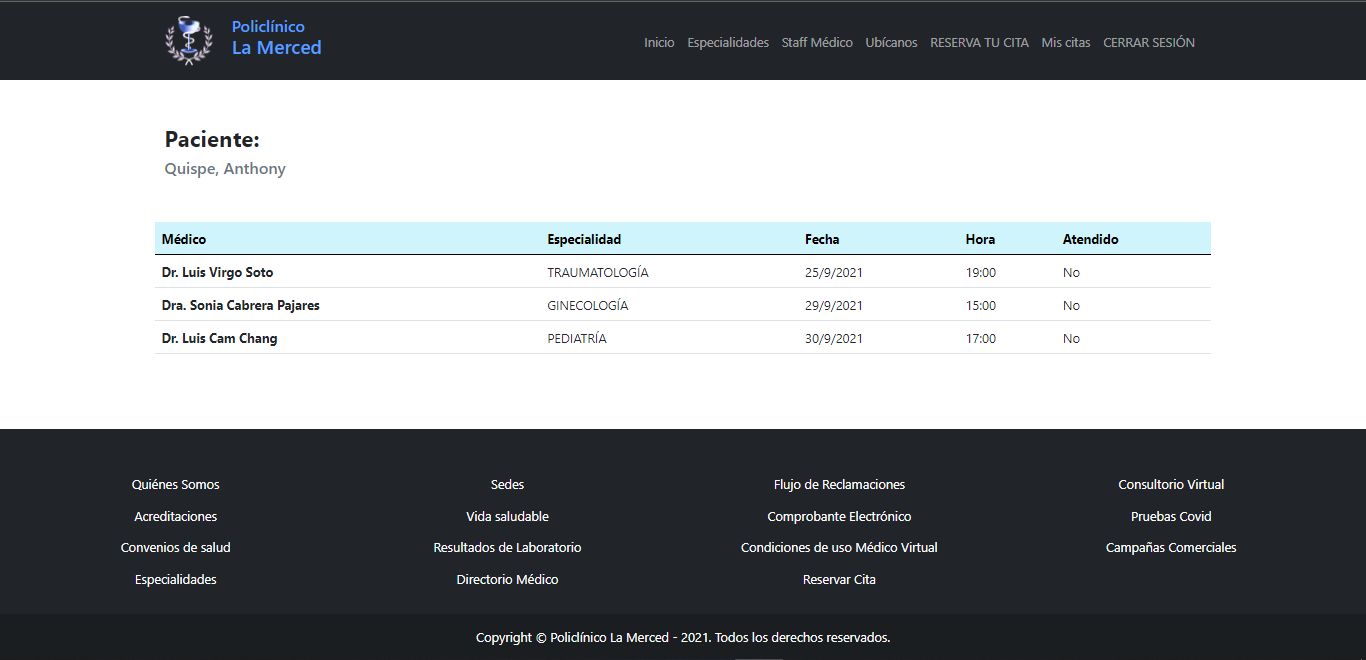 Policlínico
La Merced
Inicio Especialidades Staff Médico Ubícanos RESERVA TU CITA Mis citas CERRAR SESIÓN
Paciente:
Quispe, Anthony
Médico Especialidad Fecha Hora Atendido
Dr. Luis Virgo Soto TRAUMATOLOGÍA 25/9/2021 19:00 No
Dra. Sonia Cabrera Pajares GINECOLOGÍA 29/9/2021 15:00 No
Dr. Luis Cam Chang PEDIATRÍA 30/9/2021 17:00 No
Quiénes Somos Sedes Flujo de Reclamaciones Consultorio Virtual
Acreditaciones Vida saludable Comprobante Electrónico Pruebas Covid
Convenios de salud Resultados de Laboratorio Condiciones de uso Médico Virtual Campañas Comerciales
Especialidades Directorio Médico Reservar Cita
Copyright © Policlínico La Merced - 2021. Todos los derechos reservados.